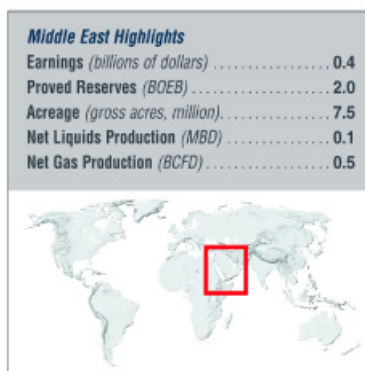 Middle East Highlights
Earnings (billions of dollars) ................ 0.4
Proved Reserves (BOEB) .................... 2.0
Acreage (gross acres, million). ............... 7.5
Net Liquids Production (MBD) .............. 0.1
Net Gas Production (BCFD) ................ 0.5